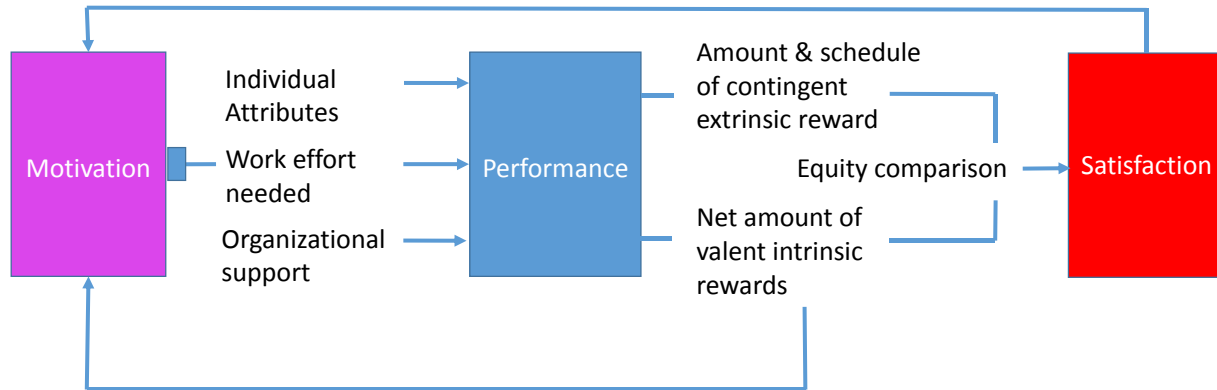 Motivation
Individual
Attributes
Work effort
needed
Organizational
support
Performance
Amount & schedule
of contingent
extrinsic reward
Equity comparison
Net amount of
valent intrinsic
rewards
Satisfaction